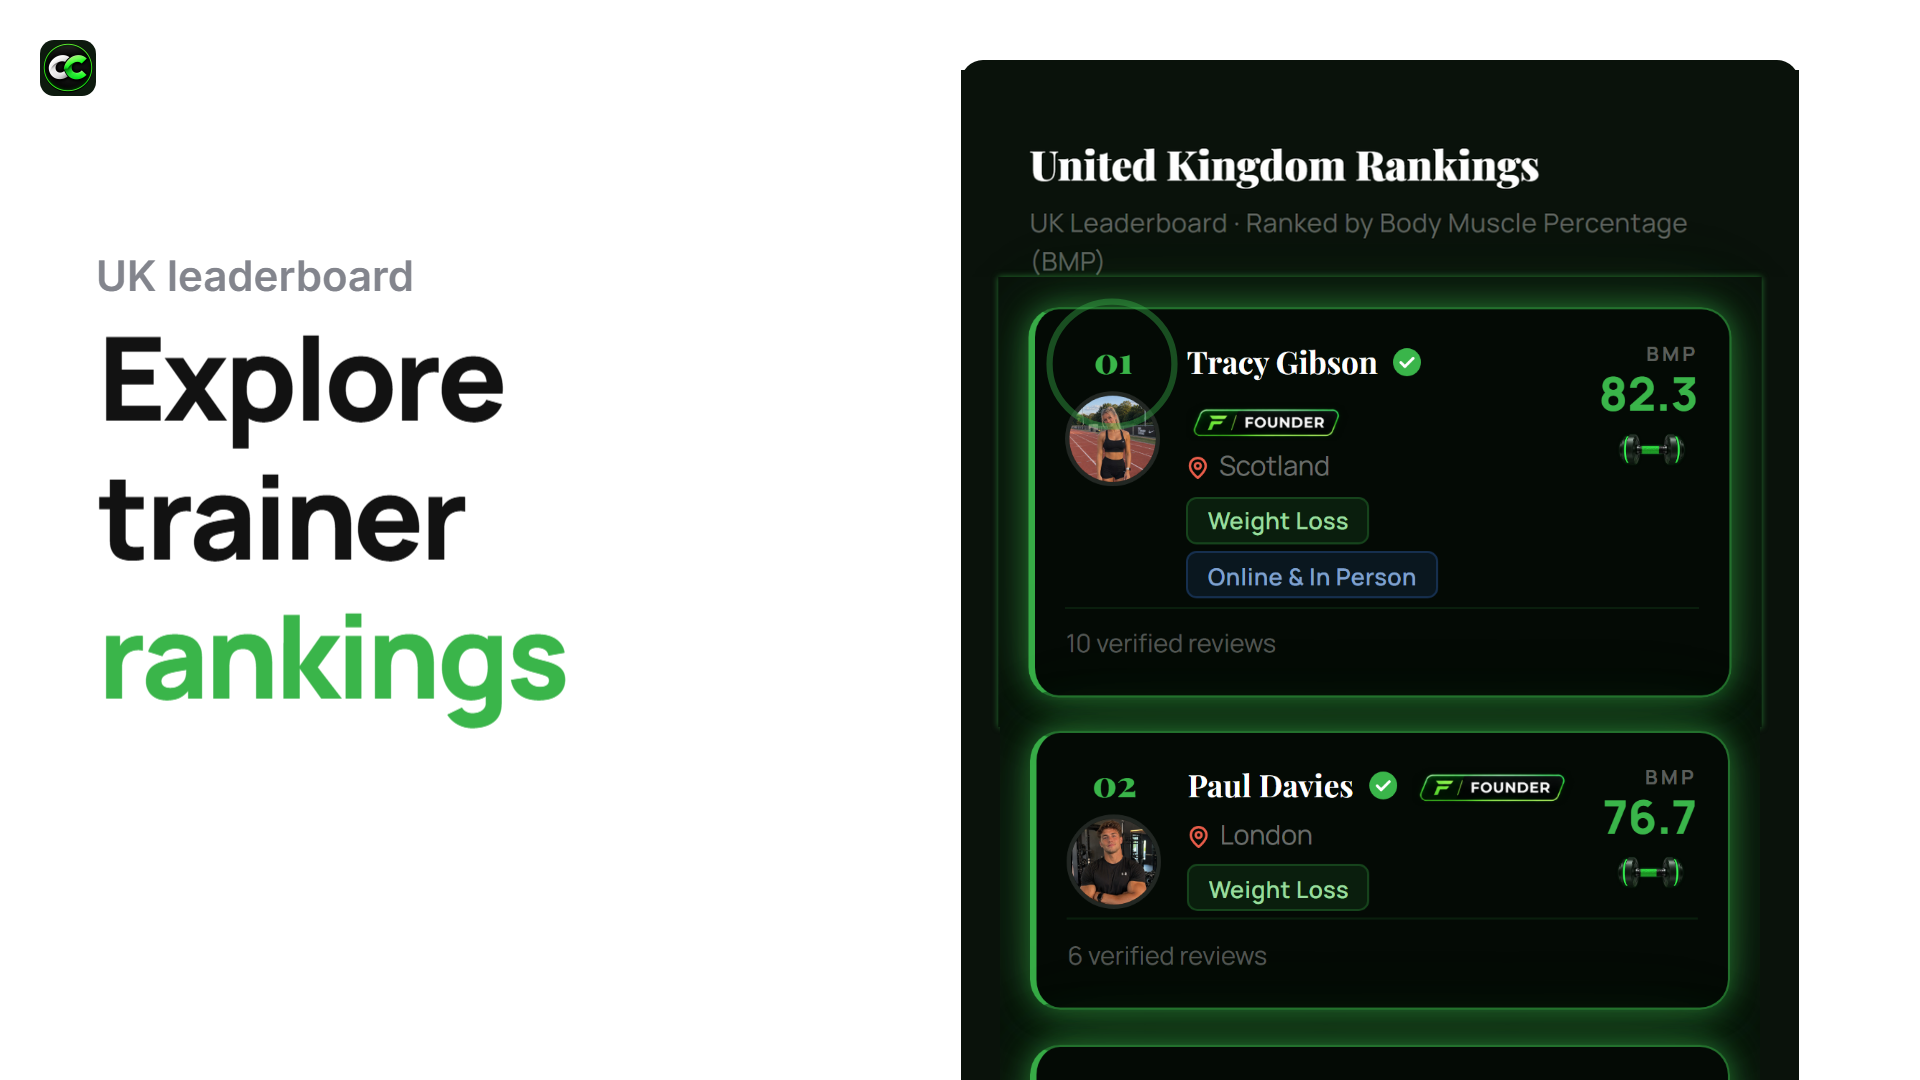 CC
UK leaderboard
Explore
trainer
rankings
United Kingdom Rankings
UK Leaderboard · Ranked by Body Muscle Percentage
(BMP)
01
Tracy Gibson
FOUNDER
Scotland
Weight Loss
Online & In Person
BMP
82.3
10 verified reviews
02
Paul Davies
F / FOUNDER
London
Weight Loss
BMP
76.7
6 verified reviews